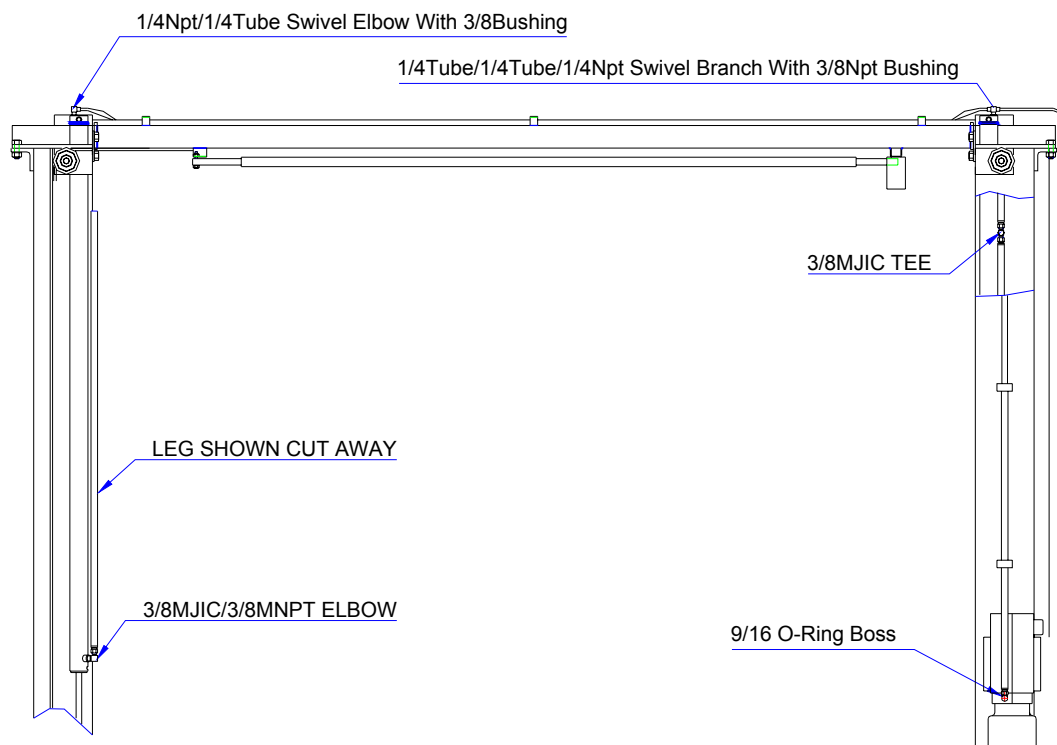 1/4Npt/1/4Tube Swivel Elbow With 3/8Bushing
1/4Tube/1/4Tube/1/4Npt Swivel Branch With 3/8Npt Bushing
3/8MJIC TEE
LEG SHOWN CUT AWAY
3/8MJIC/3/8MNPT ELBOW
9/16 O-Ring Boss